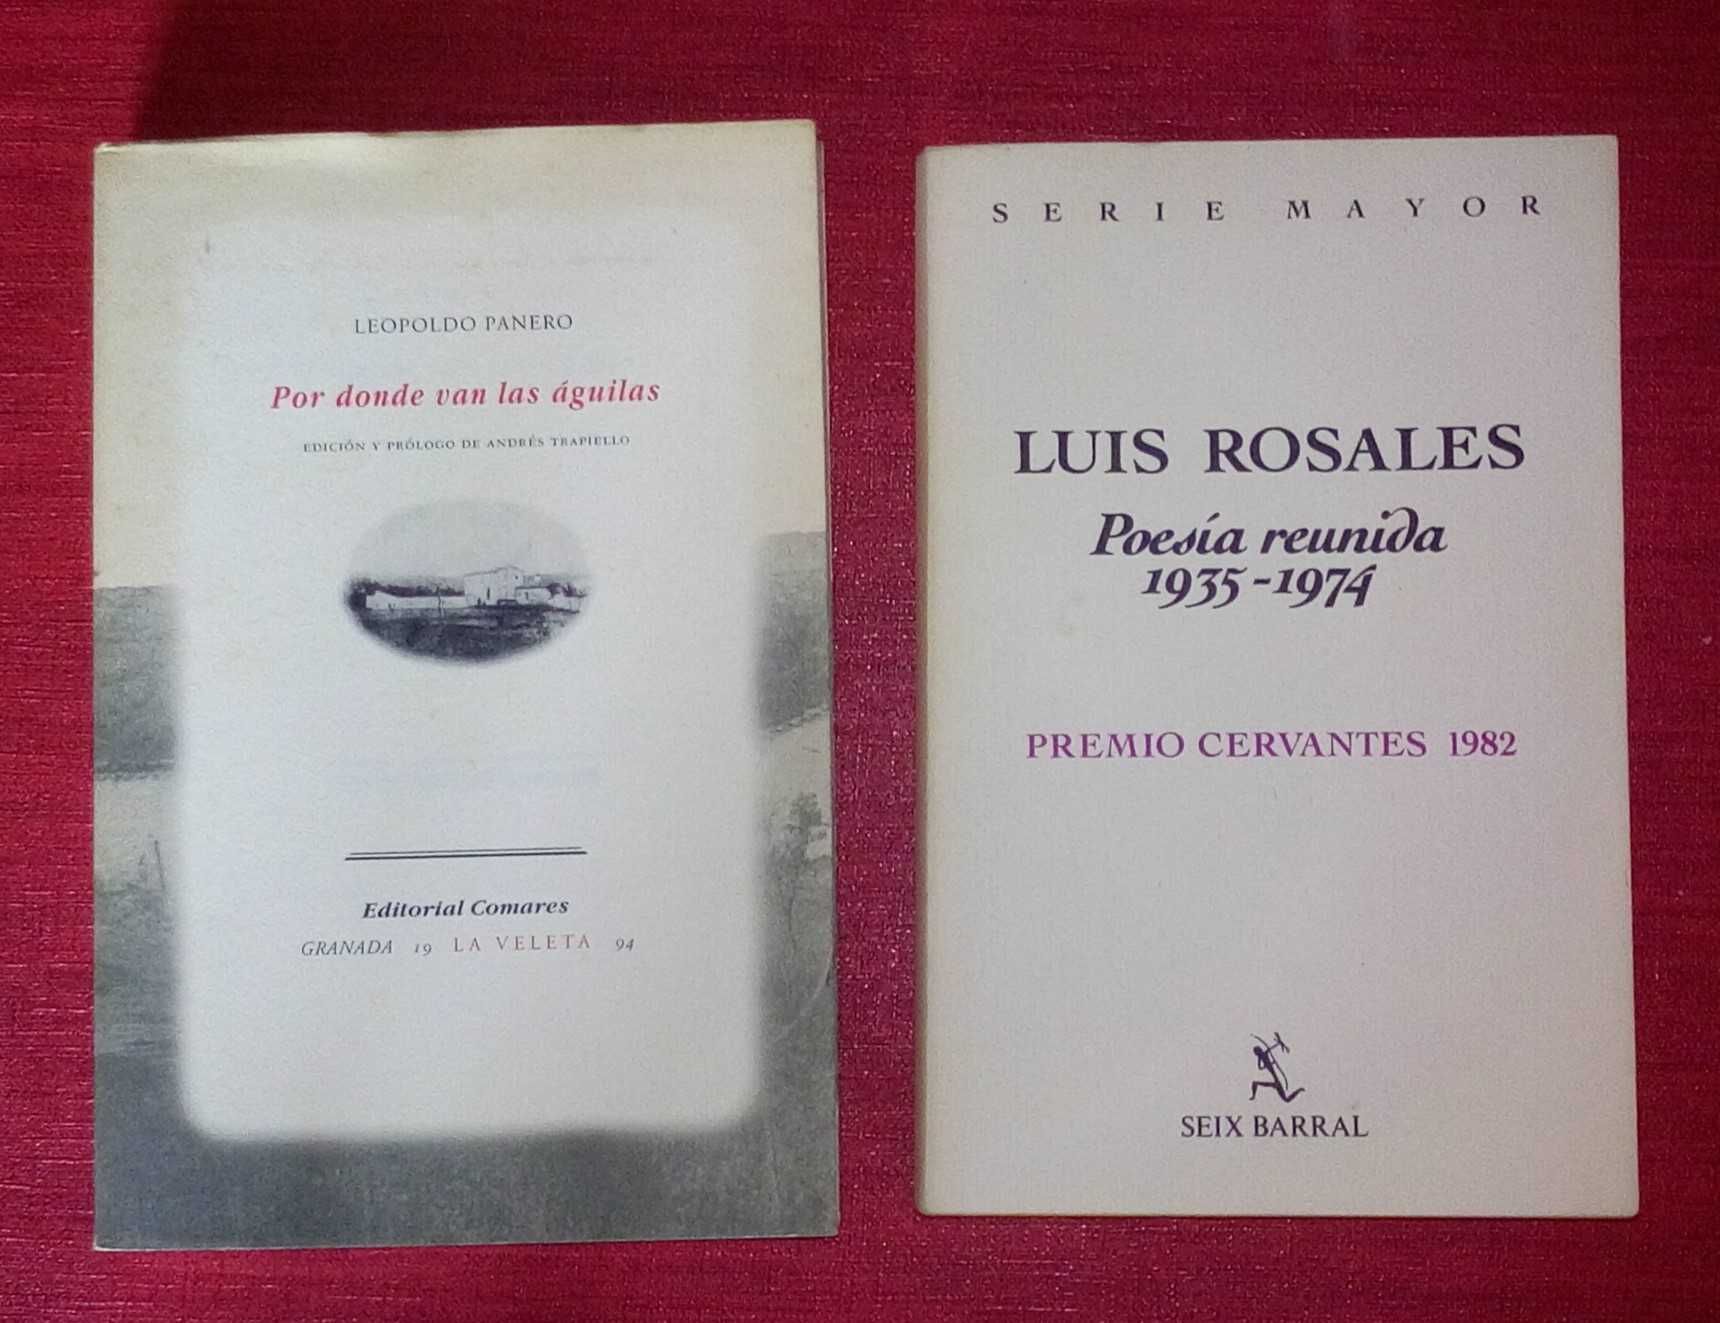 LEOPOLDO PANERO
Por donde van las águilas
EDICIÓN Y PRÓLOGO DE ANDRÉS TRAPIELLO
Editorial Comares
GRANADA 19 LA VELETA 94
SERIE MAYOR
LUIS ROSALES
Poesía reunida
1935-1974
PREMIO CERVANTES 1982
SEIX BARRAL